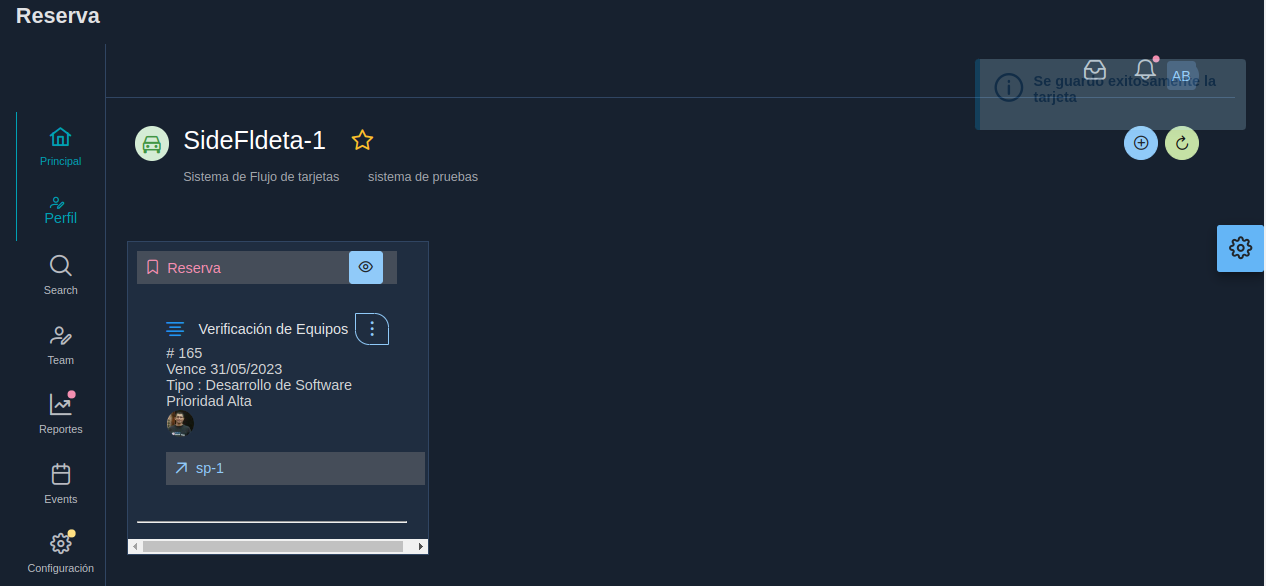 Reserva
Se guardo exitosamente la
tarjeta
AB
SideFldeta-1
Sistema de Flujo de tarjetas sistema de pruebas
Principal
Perfil
Search
Team
Reportes
Events
Configuración
Reserva
Verificación de Equipos
# 165
Vence 31/05/2023
Tipo : Desarrollo de Software
Prioridad Alta
sp-1